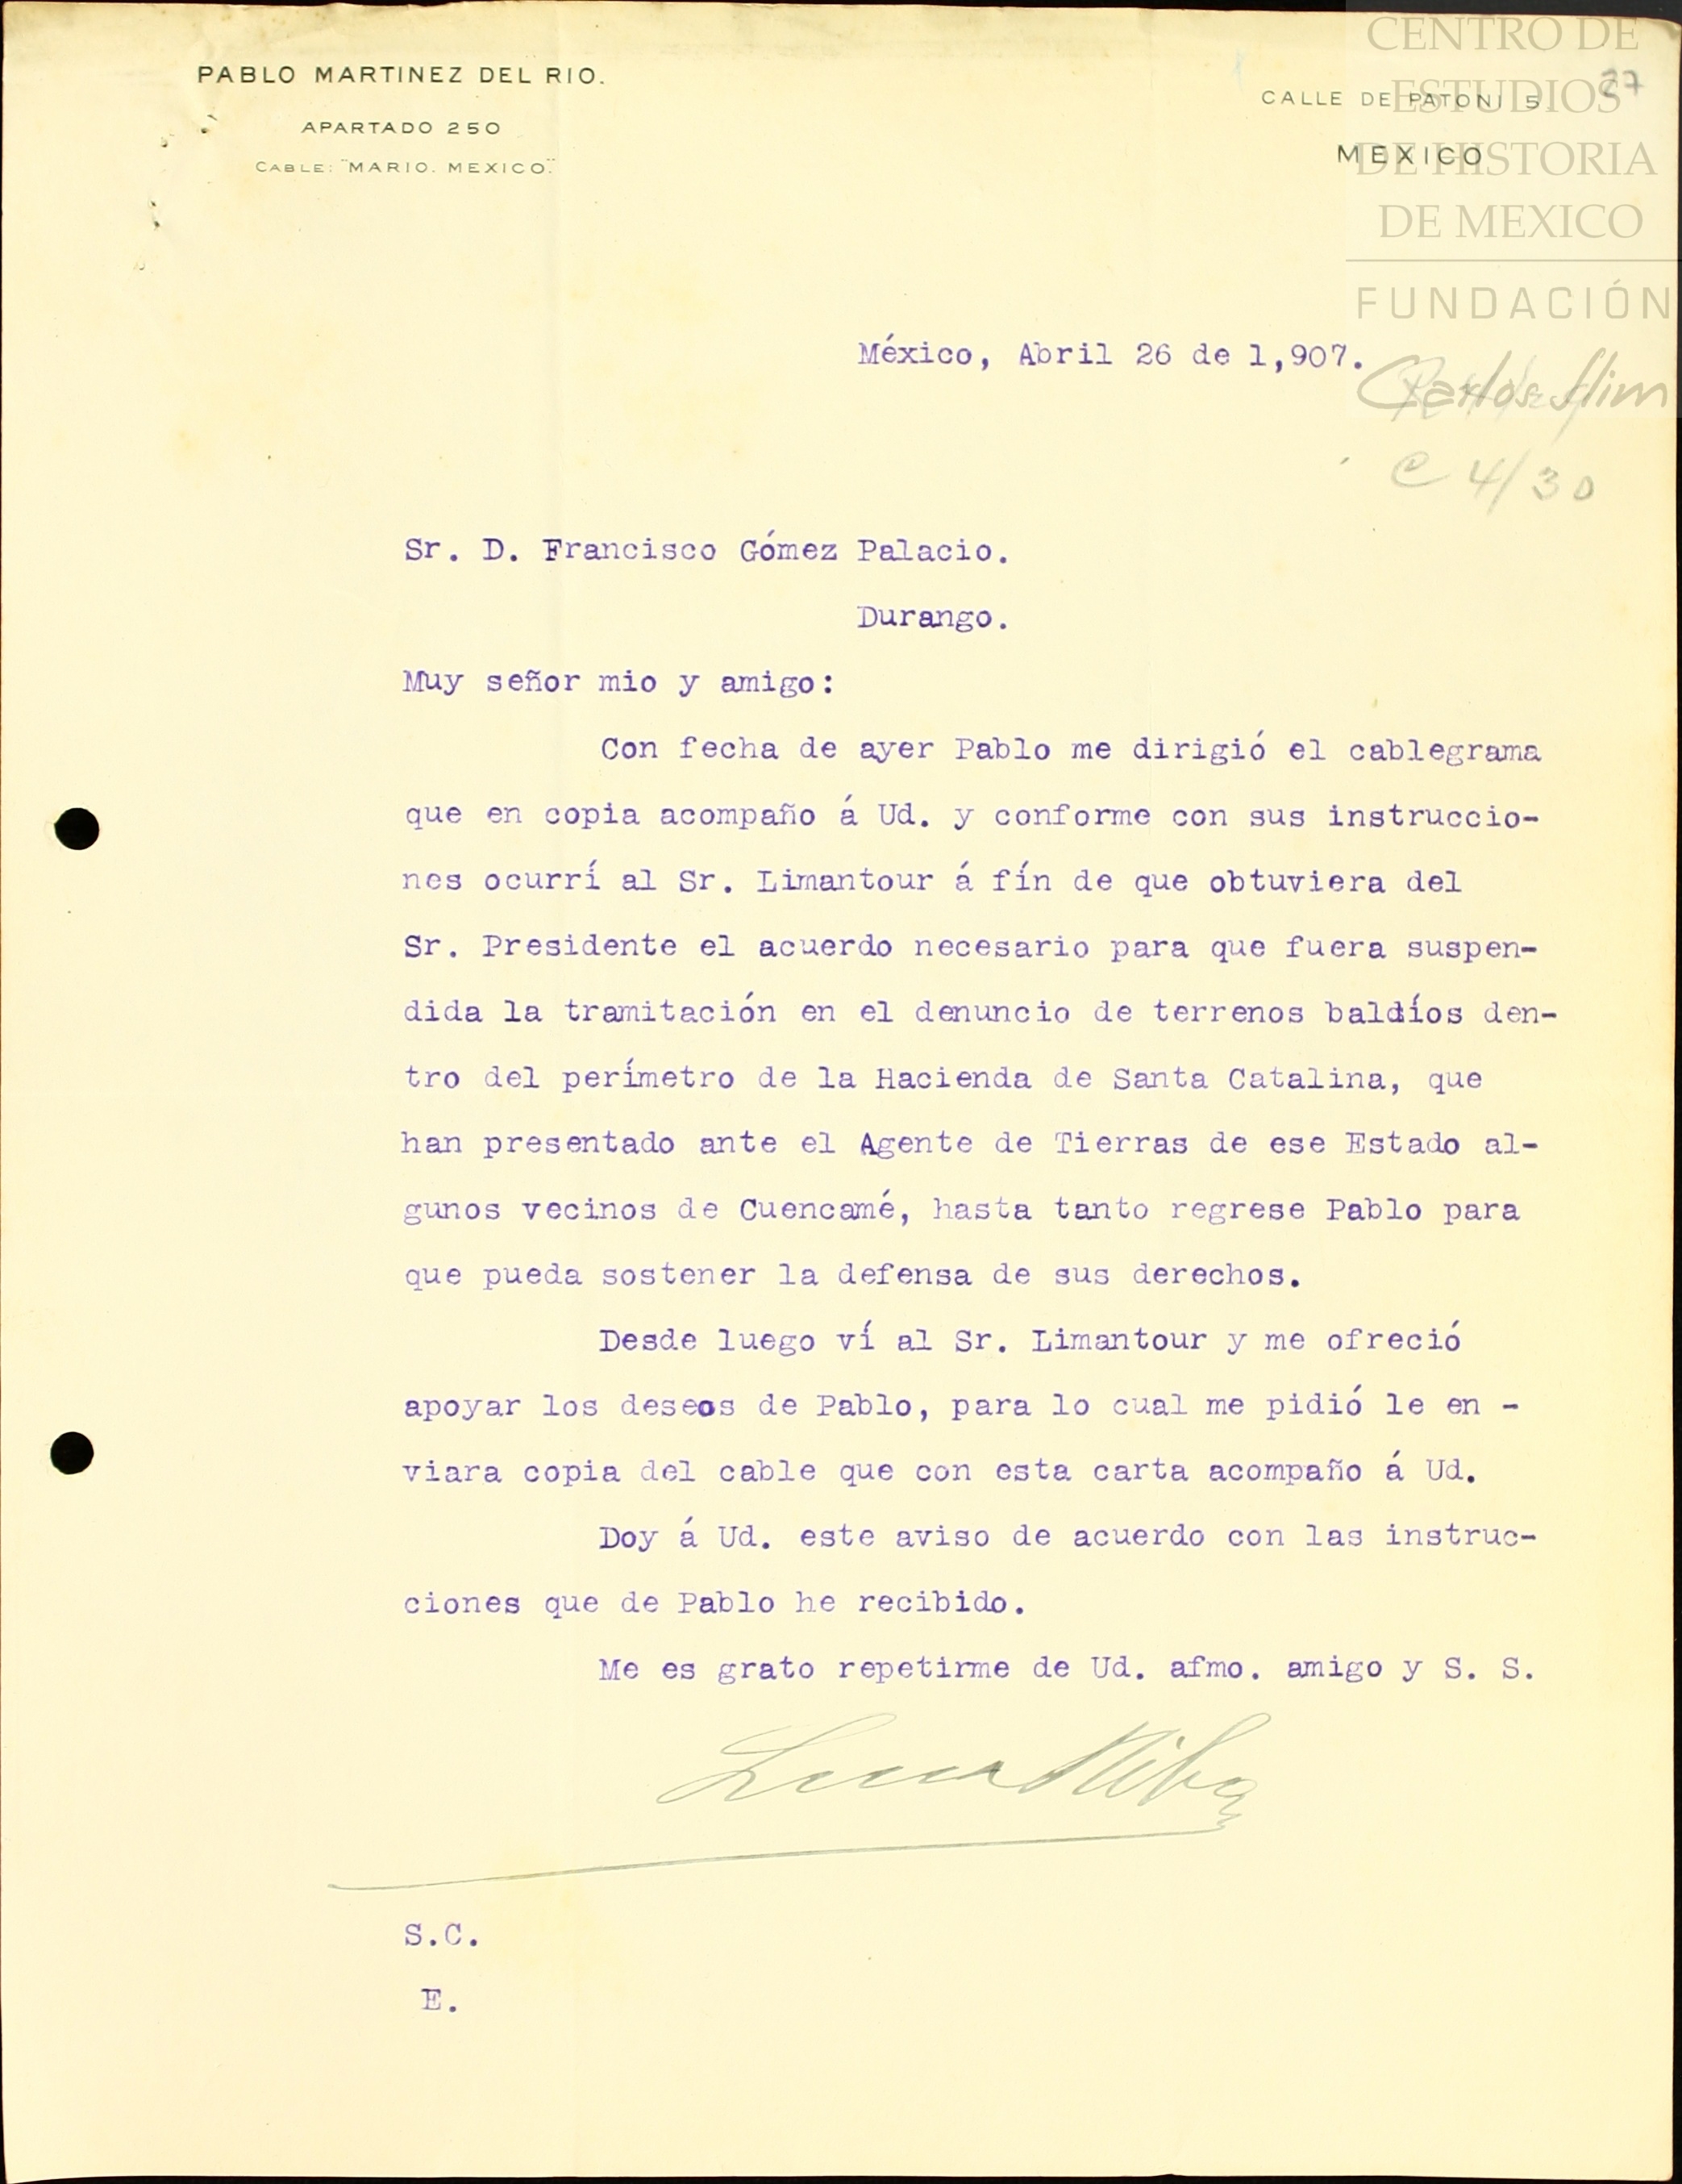 PABLO MARTINEZ DEL RIO.
APARTADO 250
CABLE: "MARIO. MEXICO."
CALLE DE PATONI 5
MEXICO
27
CENTRO DE
ESTUDIOS
DE HISTORIA
DE MEXICO
FUNDACIÓN
Carlos Slim
México, Abril 26 de 1,907.
C 4/30
Sr. D. Francisco Gómez Palacio.
Durango.
Muy señor mio y amigo:
Con fecha de ayer Pablo me dirigió el cablegrama
que en copia acompaño á Ud. y conforme con sus instruccio-
nes ocurrí al Sr. Limantour á fín de que obtuviera del
Sr. Presidente el acuerdo necesario para que fuera suspen-
dida la tramitación en el denuncio de terrenos baldíos den-
tro del perímetro de la Hacienda de Santa Catalina, que
han presentado ante el Agente de Tierras de ese Estado al-
gunos vecinos de Cuencamé, hasta tanto regrese Pablo para
que pueda sostener la defensa de sus derechos.
Desde luego ví al Sr. Limantour y me ofreció
apoyar los deseos de Pablo, para lo cual me pidió le en -
viara copia del cable que con esta carta acompaño á Ud.
Doy á Ud. este aviso de acuerdo con las instruc-
ciones que de Pablo he recibido.
Me es grato repetirme de Ud. afmo. amigo y S. S.
S.C.
E.